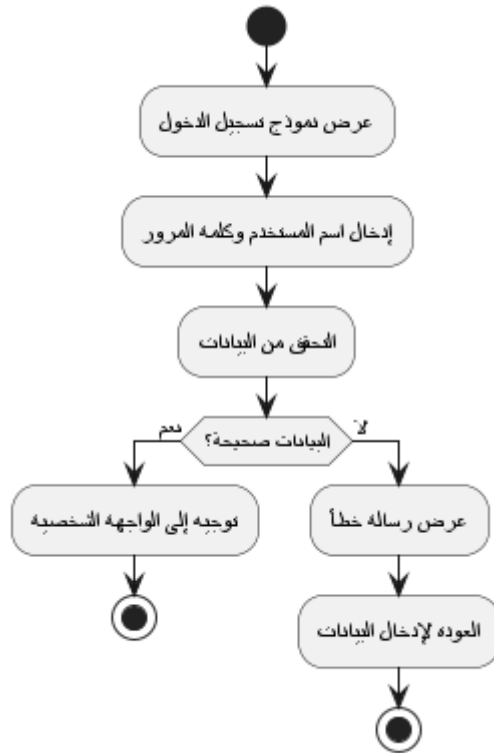 عرض نموذج تسجيل الدخول
إدخال اسم المستخدم وكلمة المرور
التحقق من البيانات
البيانات صحيحة؟
نعم
لا
توجيه إلى الواجهة الشخصية
عرض رسالة خطأ
العودة لإدخال البيانات